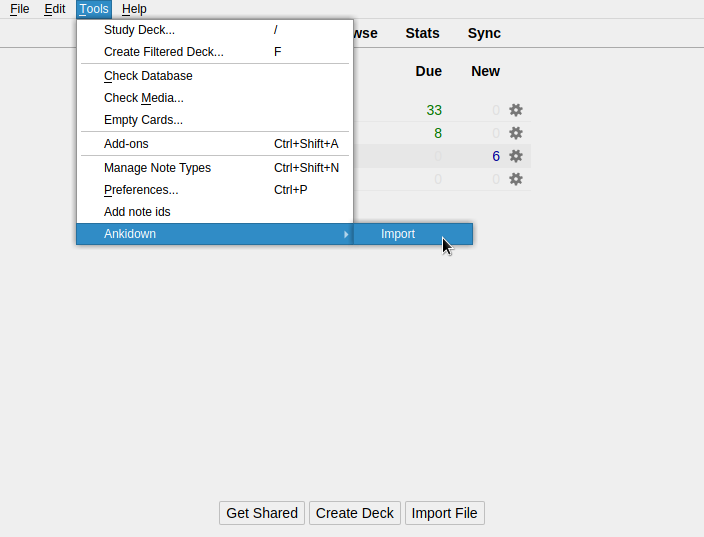 File Edit Tools Help
Study Deck... /
wse Stats Sync
Create Filtered Deck... F
Check Database
Due New
Check Media...
33 0
Empty Cards...
8 0
Add-ons Ctrl+Shift+A
0 6
Manage Note Types Ctrl+Shift+N
0 0
Preferences... Ctrl+P
Add note ids
Ankidown Import
Get Shared Create Deck Import File